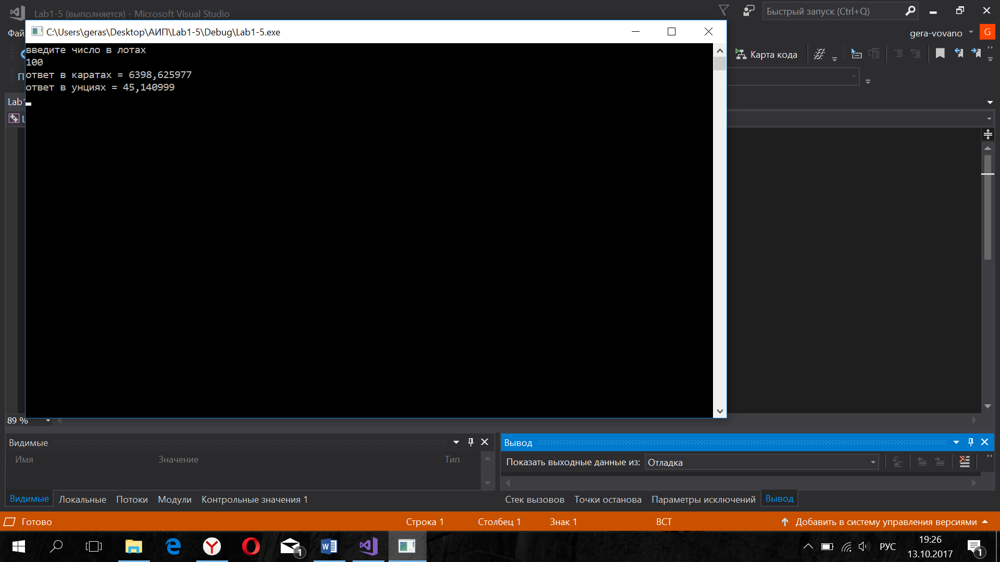 Lab1-5 (выполняется) - Microsoft Visual Studio
Быстрый запуск (Ctrl+Q)
C:\Users\geras\Desktop\АИП\Lab1-5\Debug\Lab1-5.exe
gera-vovano
G
введите число в лотах
100
ответ в каратах = 6398,625977
ответ в унциях = 45,140999
Карта кода
89 %
Видимые
Имя Значение Тип
Видимые Локальные Потоки Модули Контрольные значения 1
Вывод
Показать выходные данные из: Отладка
Стек вызовов Точки останова Параметры исключений Вывод
Готово Строка 1 Столбец 1 Знак 1 ВСТ Добавить в систему управления версиями
1
РУС
19:26
13.10.2017
1